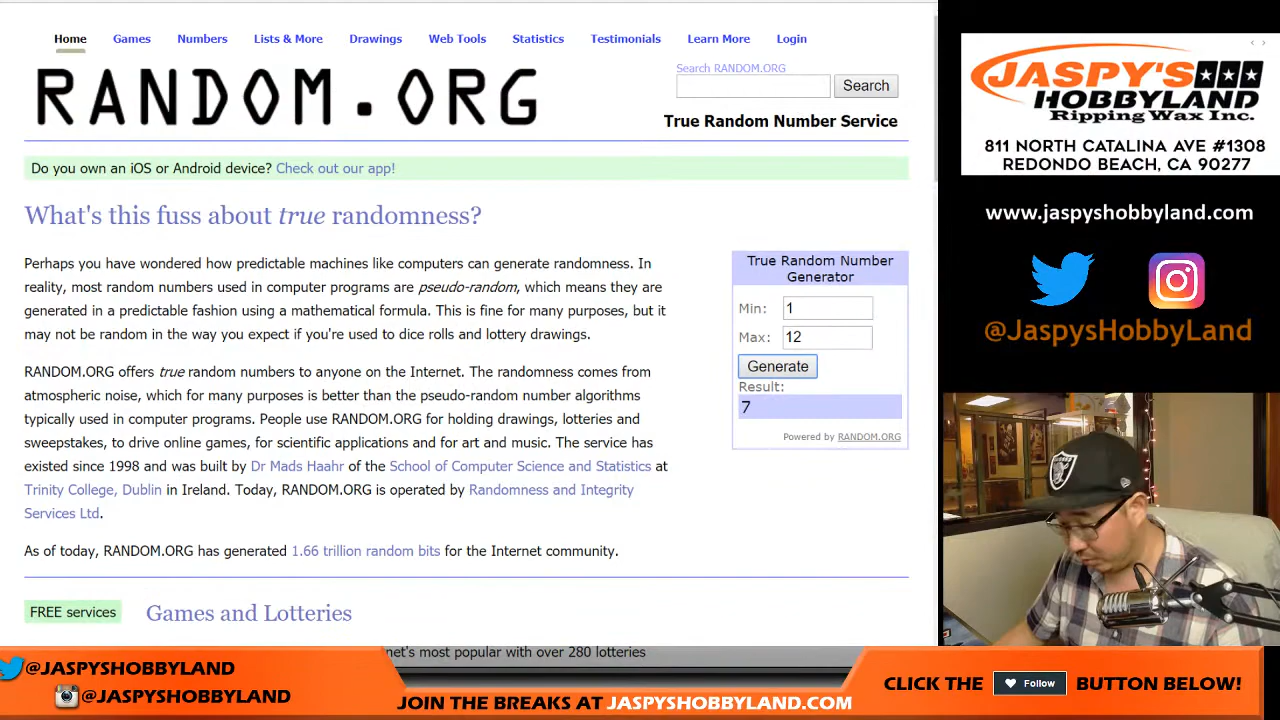 Home Games Numbers Lists & More Drawings Web Tools Statistics Testimonials Learn More Login
RANDOM.ORG
Search RANDOM.ORG
Search
True Random Number Service
Do you own an iOS or Android device? Check out our app!
What's this fuss about true randomness?
Perhaps you have wondered how predictable machines like computers can generate randomness. In
reality, most random numbers used in computer programs are pseudo-random, which means they are
generated in a predictable fashion using a mathematical formula. This is fine for many purposes, but it
may not be random in the way you expect if you're used to dice rolls and lottery drawings.
RANDOM.ORG offers true random numbers to anyone on the Internet. The randomness comes from
atmospheric noise, which for many purposes is better than the pseudo-random number algorithms
typically used in computer programs. People use RANDOM.ORG for holding drawings, lotteries and
sweepstakes, to drive online games, for scientific applications and for art and music. The service has
existed since 1998 and was built by Dr Mads Haahr of the School of Computer Science and Statistics at
Trinity College, Dublin in Ireland. Today, RANDOM.ORG is operated by Randomness and Integrity
Services Ltd.
As of today, RANDOM.ORG has generated 1.66 trillion random bits for the Internet community.
True Random Number
Generator
Min: 1
Max: 12
Generate
Result:
7
Powered by RANDOM.ORG
FREE services
Games and Lotteries
net's most popular with over 280 lotteries
JASPY'S
HOBBYLAND
Ripping Wax Inc.
811 NORTH CATALINA AVE #1308
REDONDO BEACH, CA 90277
www.jaspyshobbyland.com
@JaspysHobbyLand
RAIDERS
@JASPYSHOBBYLAND
@JASPYSHOBBYLAND
JOIN THE BREAKS AT JASPYSHOBBYLAND.COM
CLICK THE Follow BUTTON BELOW!